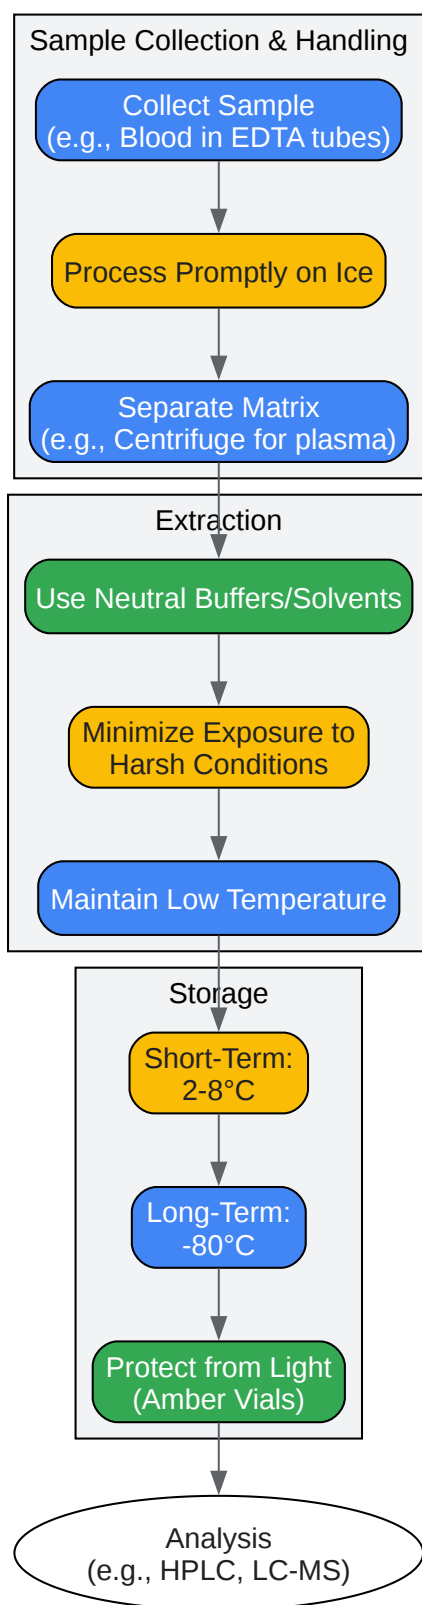 Sample Collection & Handling
Collect Sample
(e.g., Blood in EDTA tubes)
Process Promptly on Ice
Separate Matrix
(e.g., Centrifuge for plasma)
Extraction
Use Neutral Buffers/Solvents
Minimize Exposure to
Harsh Conditions
Maintain Low Temperature
Storage
Short-Term:
2-8°C
Long-Term:
-80°C
Protect from Light
(Amber Vials)
Analysis
(e.g., HPLC, LC-MS)